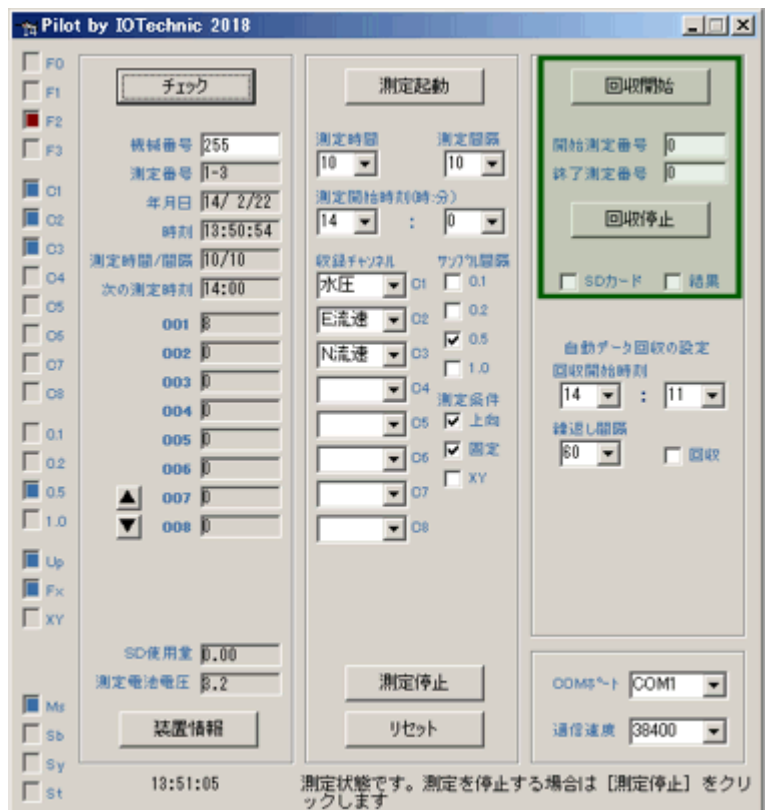 Pilot by IOTechnic 2018
F0
F1
F2
F3
C1
C2
C3
C4
C5
C6
C7
C8
0.1
0.2
0.5
1.0
Up
Fx
XY
Ms
Sb
Sy
St
チェック
機械番号 255
測定番号 1-3
年月日 14/ 2/22
時刻 13:50:54
測定時間/間隔 10/10
次の測定時刻 14:00
001 8
002 0
003 0
004 0
005 0
006 0
007 0
008 0
SD使用量 0.00
測定電池電圧 3.2
装置情報
13:51:05
測定起動
測定時間 測定間隔
10 10
測定開始時刻(時:分)
14 : 0
収録チャンネル サンプル間隔
水圧 C1 0.1
E流速 C2 0.2
N流速 C3 0.5
1.0
C4
測定条件
C5 上向
C6 固定
C7 XY
C8
測定停止
リセット
回収開始
開始測定番号 0
終了測定番号 0
回収停止
SDカード 結果
自動データ回収の設定
回収開始時刻
14 : 11
繰返し間隔
60 回収
COMポート COM1
通信速度 38400
測定状態です。測定を停止する場合は [測定停止] をクリ
ックします